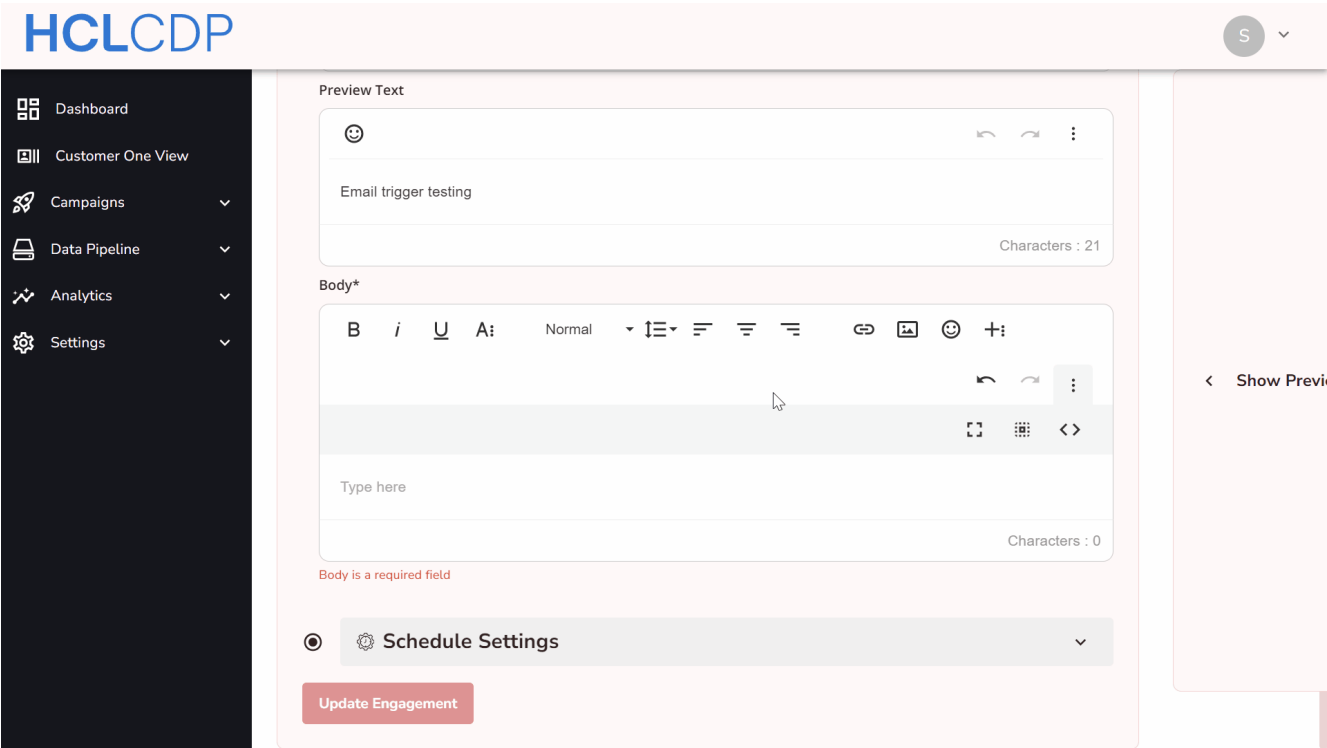 HCLCDP
S
Dashboard
Customer One View
Campaigns
Data Pipeline
Analytics
Settings
Preview Text
Email trigger testing
Characters : 21
Body*
B i U A Normal
Type here
Characters : 0
Body is a required field
Schedule Settings
Update Engagement
Show Previ